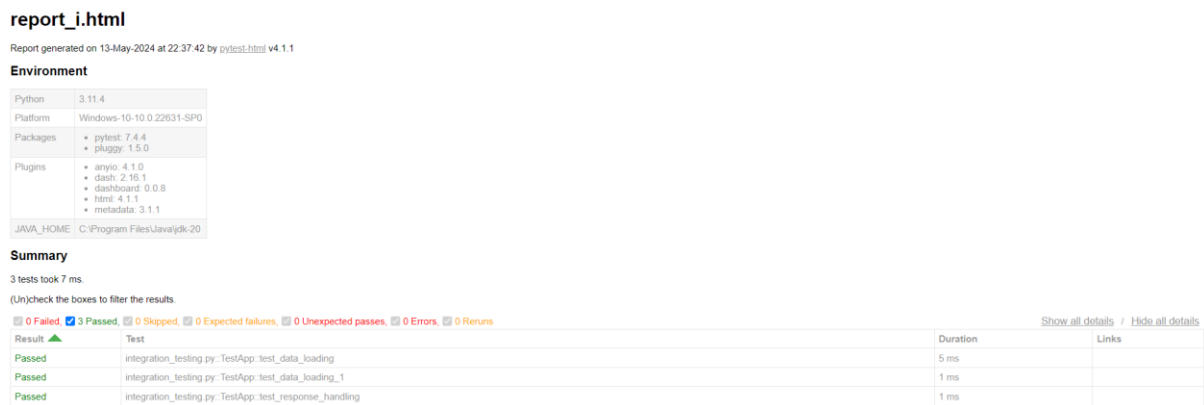 report_i.html
Report generated on 13-May-2024 at 22:37:42 by pytest-html v4.1.1
Environment
Python 3.11.4
Platform Windows-10-10.0.22631-SP0
Packages • pytest: 7.4.4
• pluggy: 1.5.0
Plugins • anyio: 4.1.0
• dash: 2.16.1
• dashboard: 0.0.8
• html: 4.1.1
• metadata: 3.1.1
JAVA_HOME C:\Program Files\Java\jdk-20
Summary
3 tests took 7 ms.
(Un)check the boxes to filter the results.
0 Failed, 3 Passed, 0 Skipped, 0 Expected failures, 0 Unexpected passes, 0 Errors, 0 Reruns Show all details / Hide all details
Result Test Duration Links
Passed integration_testing.py::TestApp::test_data_loading 5 ms
Passed integration_testing.py::TestApp::test_data_loading_1 1 ms
Passed integration_testing.py::TestApp::test_response_handling 1 ms